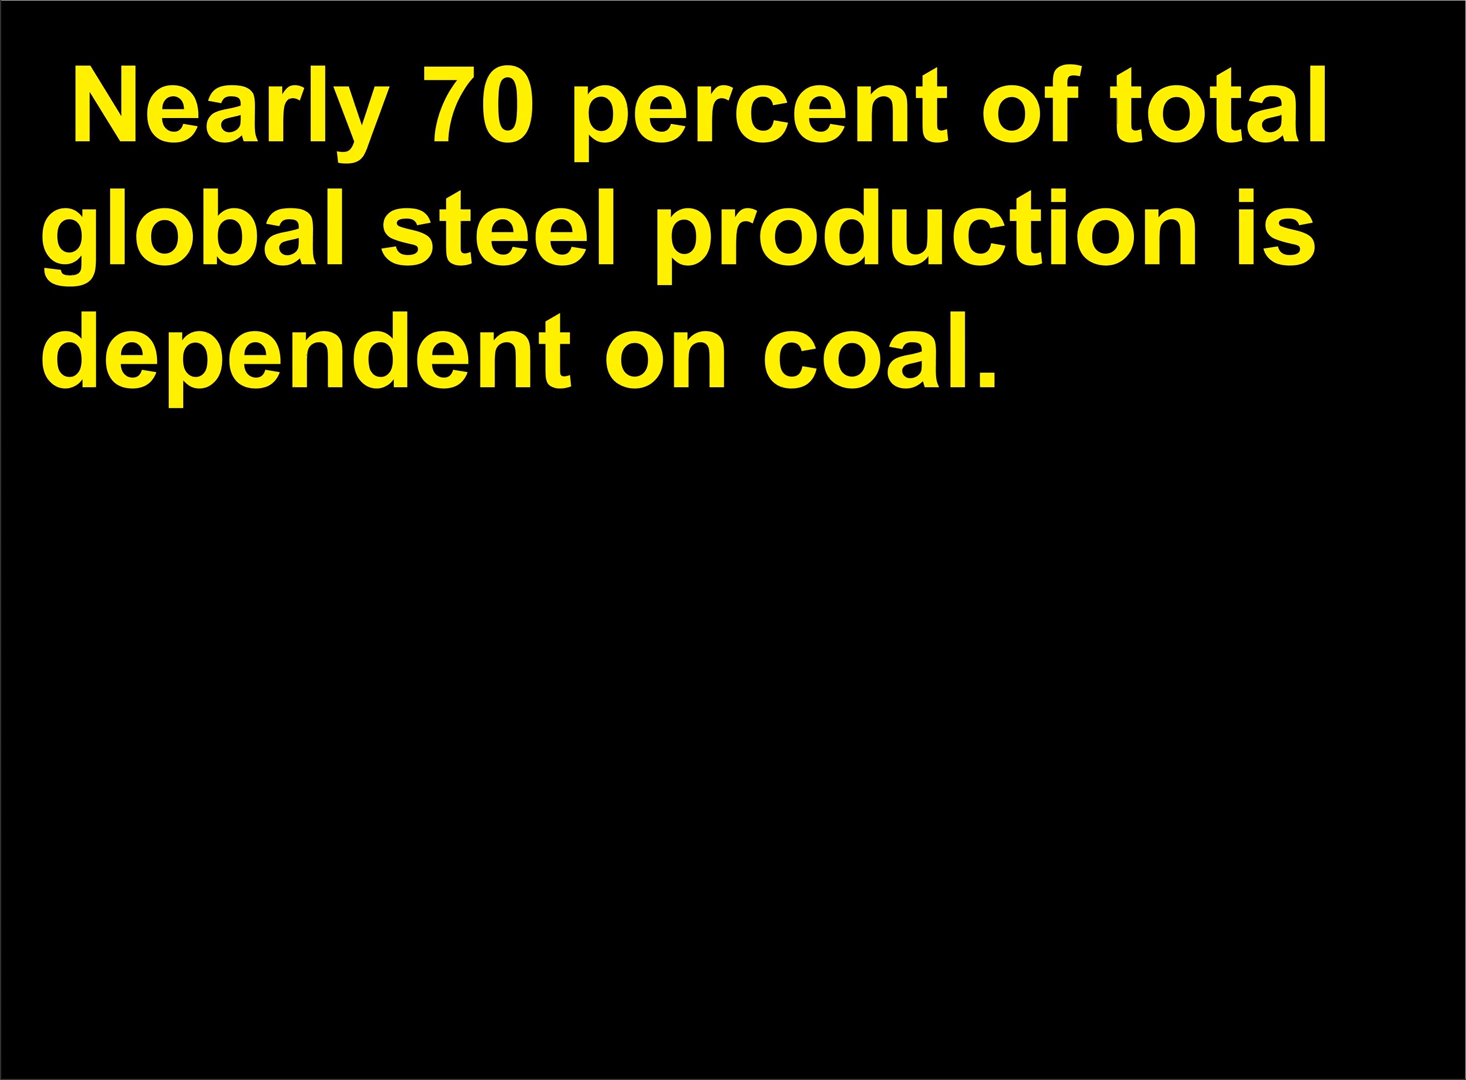 Nearly 70 percent of total
global steel production is
dependent on coal.